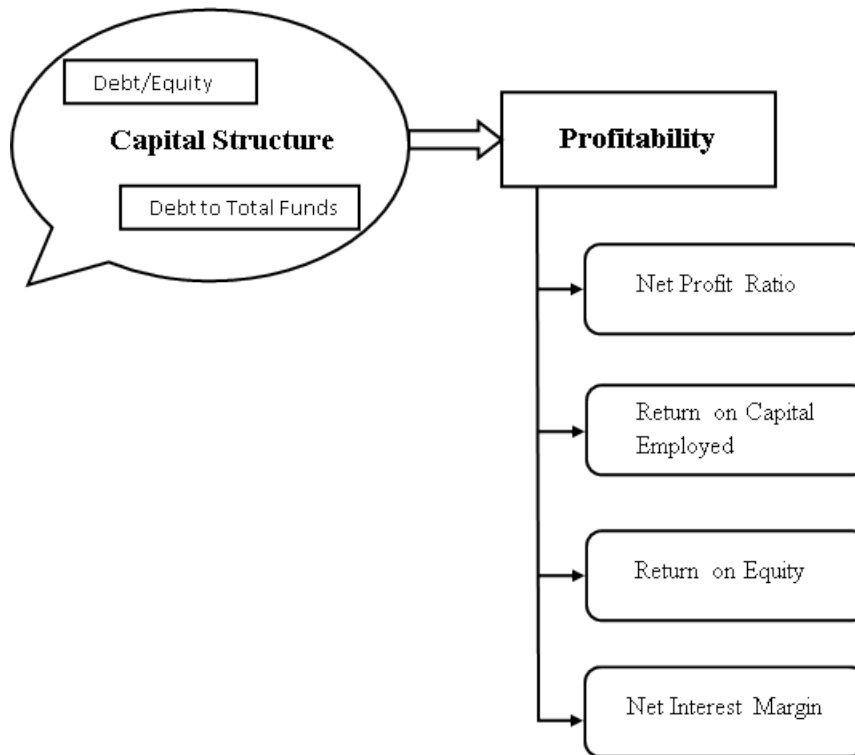 Debt/Equity
Capital Structure
Debt to Total Funds
Profitability
Net Profit Ratio
Return on Capital
Employed
Return on Equity
Net Interest Margin